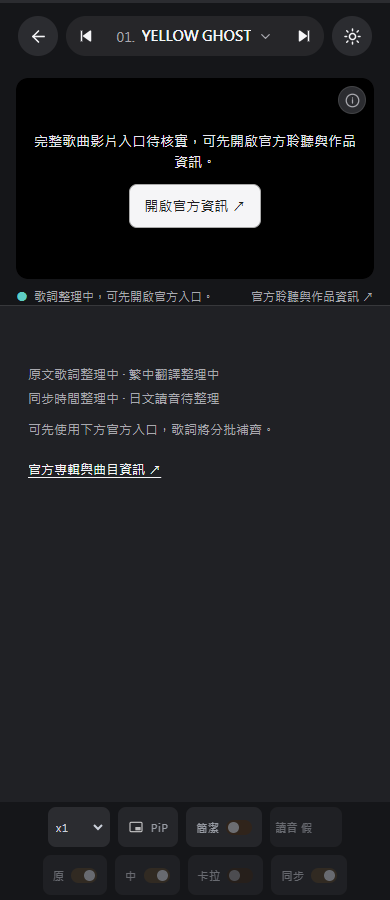 01. YELLOW GHOST
完整歌曲影片入口待核實，可先開啟官方聆聽與作品
資訊。
開啟官方資訊 ↗
歌詞整理中，可先開啟官方入口。 官方聆聽與作品資訊 ↗
原文歌詞整理中 · 繁中翻譯整理中
同步時間整理中 · 日文讀音待整理
可先使用下方官方入口，歌詞將分批補齊。
官方專輯與曲目資訊 ↗
x1 PiP 簡潔 讀音 假
原 中 卡拉 同步